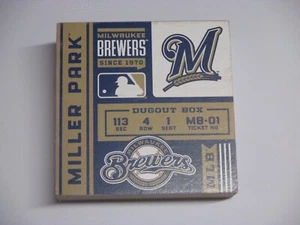 MILLER PARK
MILWAUKEE
BREWERS
SINCE 1970
M
DUGOUT BOX
113 4 1 MB-01
SEC ROW SEAT TICKET NO
MILWAUKEE
Brewers
MLB